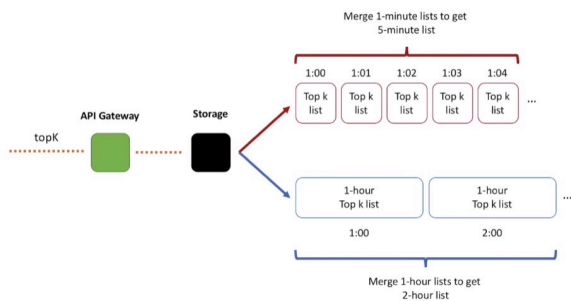 Merge 1-minute lists to get
5-minute list
1:00
1:01
1:02
1:03
1:04
Top k
list
Top k
list
Top k
list
Top k
list
Top k
list
...
API Gateway
Storage
topK
1-hour
Top k list
1-hour
Top k list
...
1:00
2:00
Merge 1-hour lists to get
2-hour list